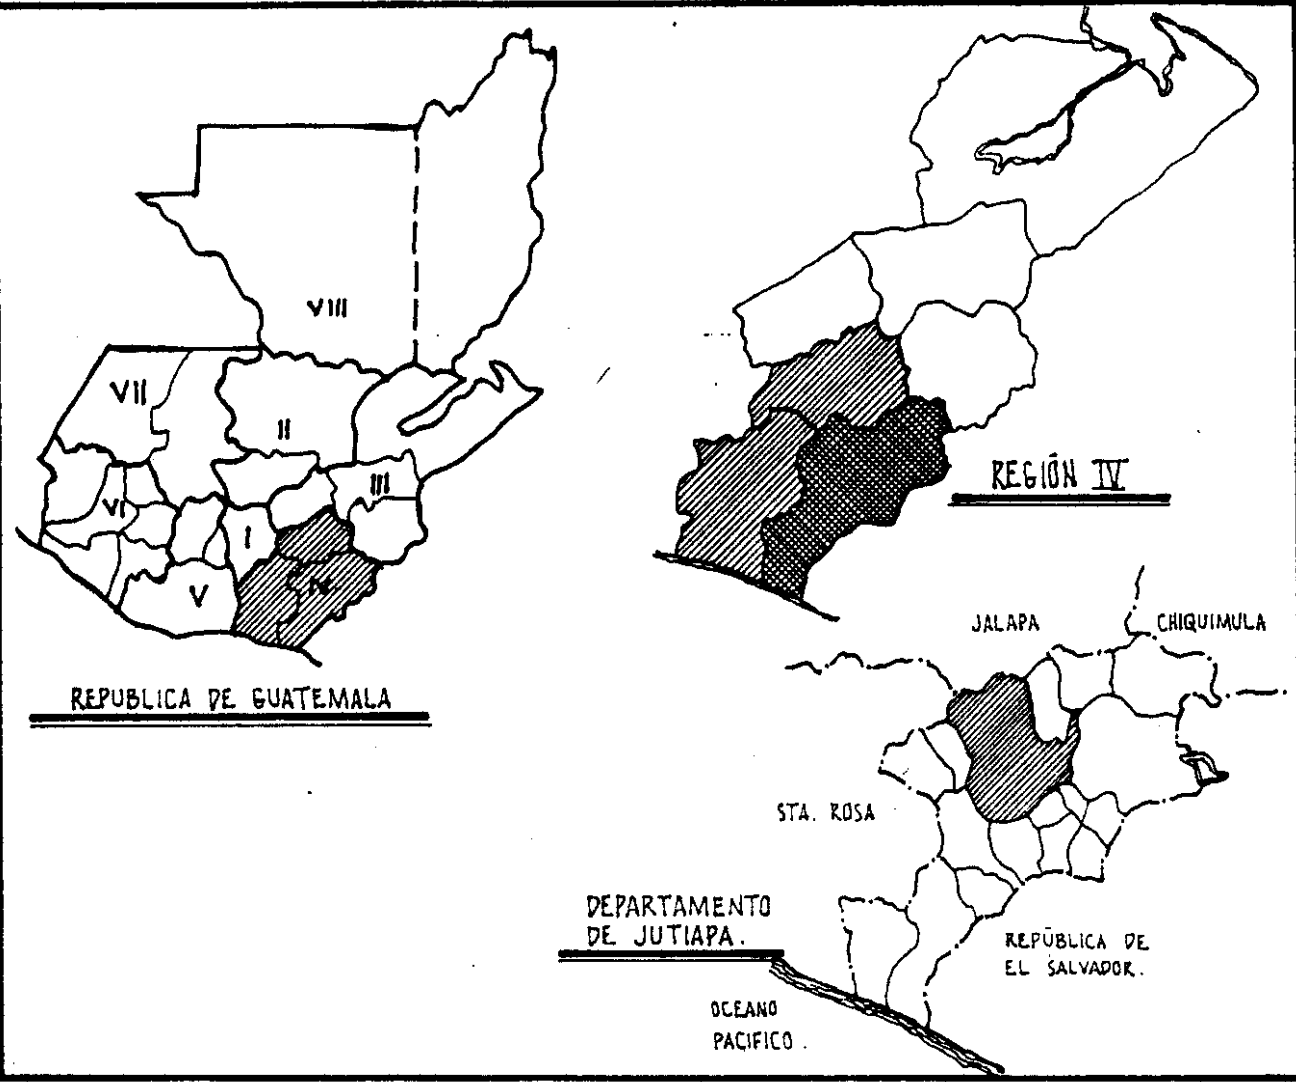 VIII
VII
II
III
VI
I
IV
V
REPUBLICA DE GUATEMALA
REGIÓN IV
JALAPA
CHIQUIMULA
STA. ROSA
DEPARTAMENTO
DE JUTIAPA.
REPÚBLICA DE
EL SALVADOR.
OCEANO
PACIFICO.